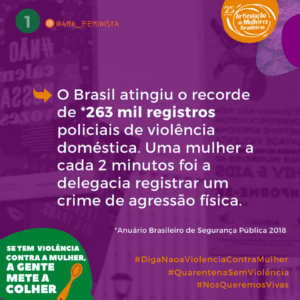 1
@AMB_FEMINISTA
25
Articulação
de Mulheres
Brasileiras
O Brasil atingiu o recorde
de *263 mil registros
policiais de violência
doméstica. Uma mulher a
cada 2 minutos foi a
delegacia registrar um
crime de agressão física.
*Anuário Brasileiro de Segurança Pública 2018
SE TEM VIOLÊNCIA
CONTRA A MULHER,
A GENTE
METE A
COLHER
#DigaNaoaViolenciaContraMulher
#QuarentenaSemViolência
#NosQueremosVivas